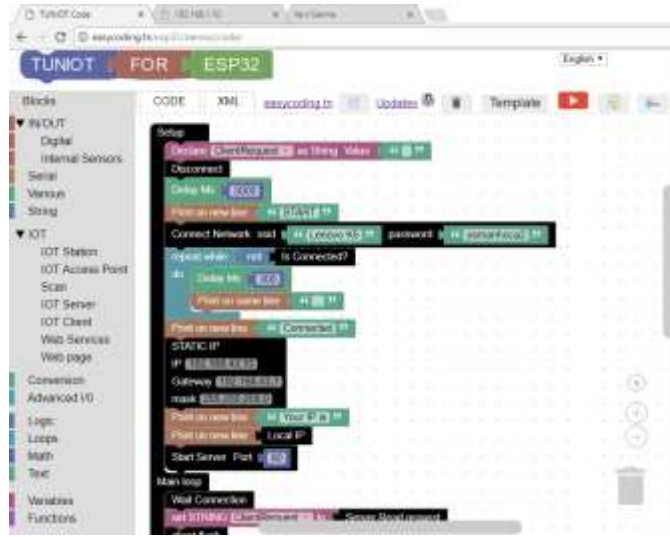 TUNIOT Code
TUNIOT FOR ESP32
English
Blocks
CODE XML easycoding.tn Updates Template
IN/OUT
Digital
Internal Sensors
Serial
Various
String
IOT
IOT Station
IOT Access Point
Scan
IOT Server
IOT Client
Web Services
Web page
Conversion
Advanced I/O
Logic
Loops
Math
Text
Variables
Functions
Setup
Declare ClientRequest as String Value
Disconnect
Delay Ms
Print on new line START
Connect Network ssid Lenovo password
repeat while not Is Connected?
do Delay Ms
Print on same line
Print on new line Connected
STATIC IP
IP
Gateway
mask
Print on new line Your IP is
Print on new line Local IP
Start Server Port 80
Main loop
Wait Connection
set STRING ClientRequest to